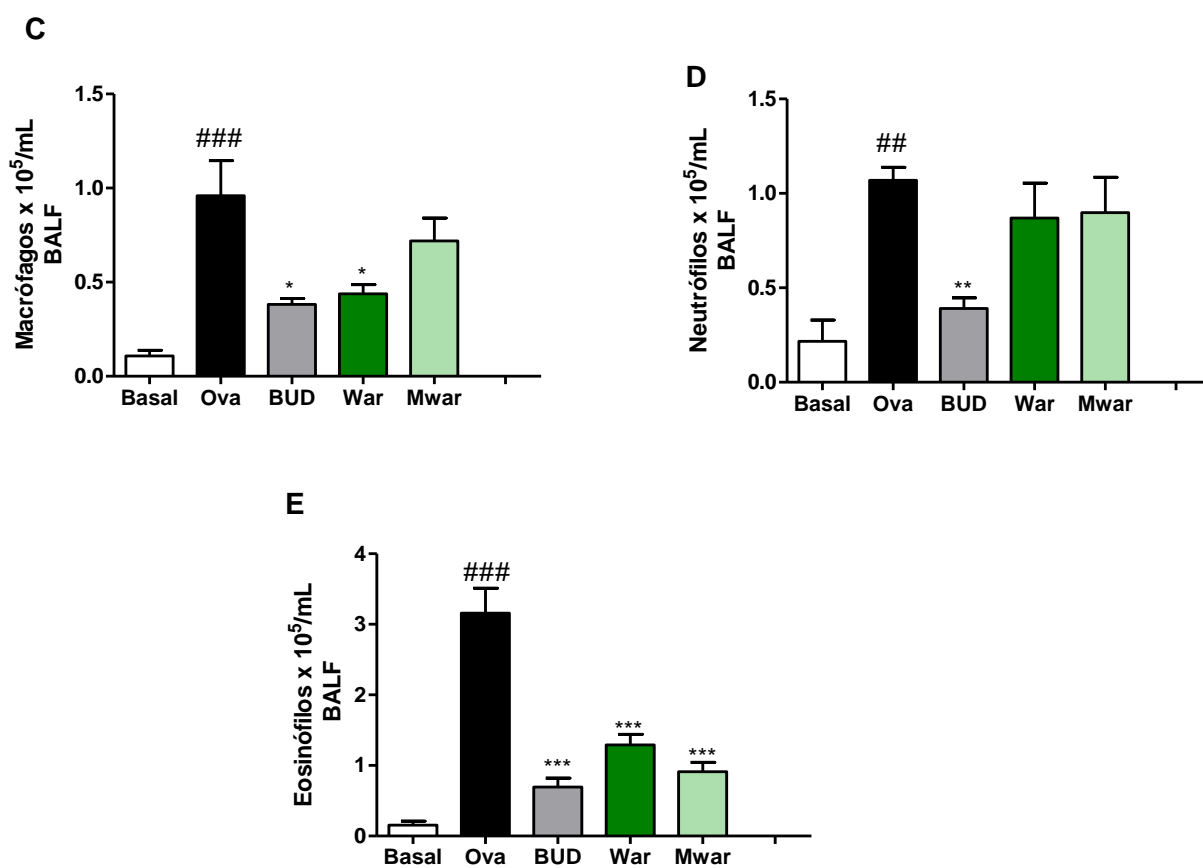 C
Macrófagos x 10⁵/mL
BALF
1.5
1.0
0.5
0.0
###
*
*
Basal Ova BUD War Mwar
D
Neutrófilos x 10⁵/mL
BALF
1.5
1.0
0.5
0.0
##
**
Basal Ova BUD War Mwar
E
Eosinófilos x 10⁵/mL
BALF
4
3
2
1
0
###
***
***
***
Basal Ova BUD War Mwar